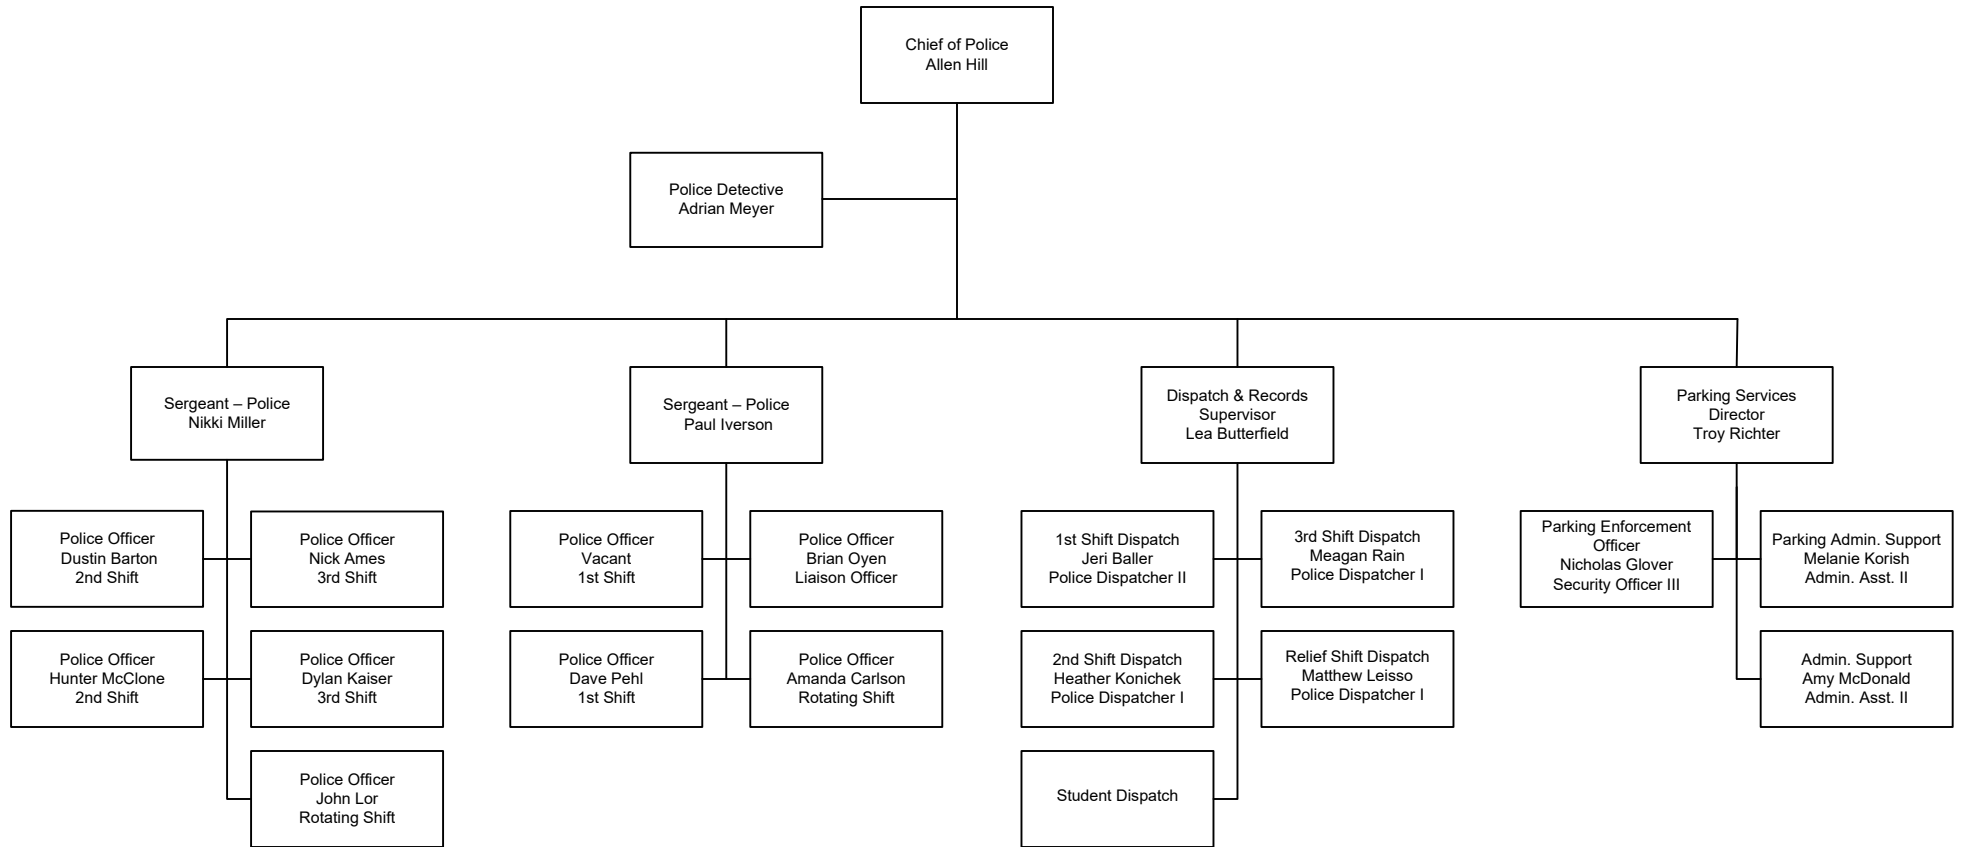 Chief of Police
Allen Hill
Police Detective
Adrian Meyer
Sergeant – Police
Nikki Miller
Sergeant – Police
Paul Iverson
Dispatch & Records
Supervisor
Lea Butterfield
Parking Services
Director
Troy Richter
Police Officer
Dustin Barton
2nd Shift
Police Officer
Nick Ames
3rd Shift
Police Officer
Vacant
1st Shift
Police Officer
Brian Oyen
Liaison Officer
1st Shift Dispatch
Jeri Baller
Police Dispatcher II
3rd Shift Dispatch
Meagan Rain
Police Dispatcher I
Parking Enforcement
Officer
Nicholas Glover
Security Officer III
Parking Admin. Support
Melanie Korish
Admin. Asst. II
Police Officer
Hunter McClone
2nd Shift
Police Officer
Dylan Kaiser
3rd Shift
Police Officer
Dave Pehl
1st Shift
Police Officer
Amanda Carlson
Rotating Shift
2nd Shift Dispatch
Heather Konichek
Police Dispatcher I
Relief Shift Dispatch
Matthew Leisso
Police Dispatcher I
Admin. Support
Amy McDonald
Admin. Asst. II
Police Officer
John Lor
Rotating Shift
Student Dispatch